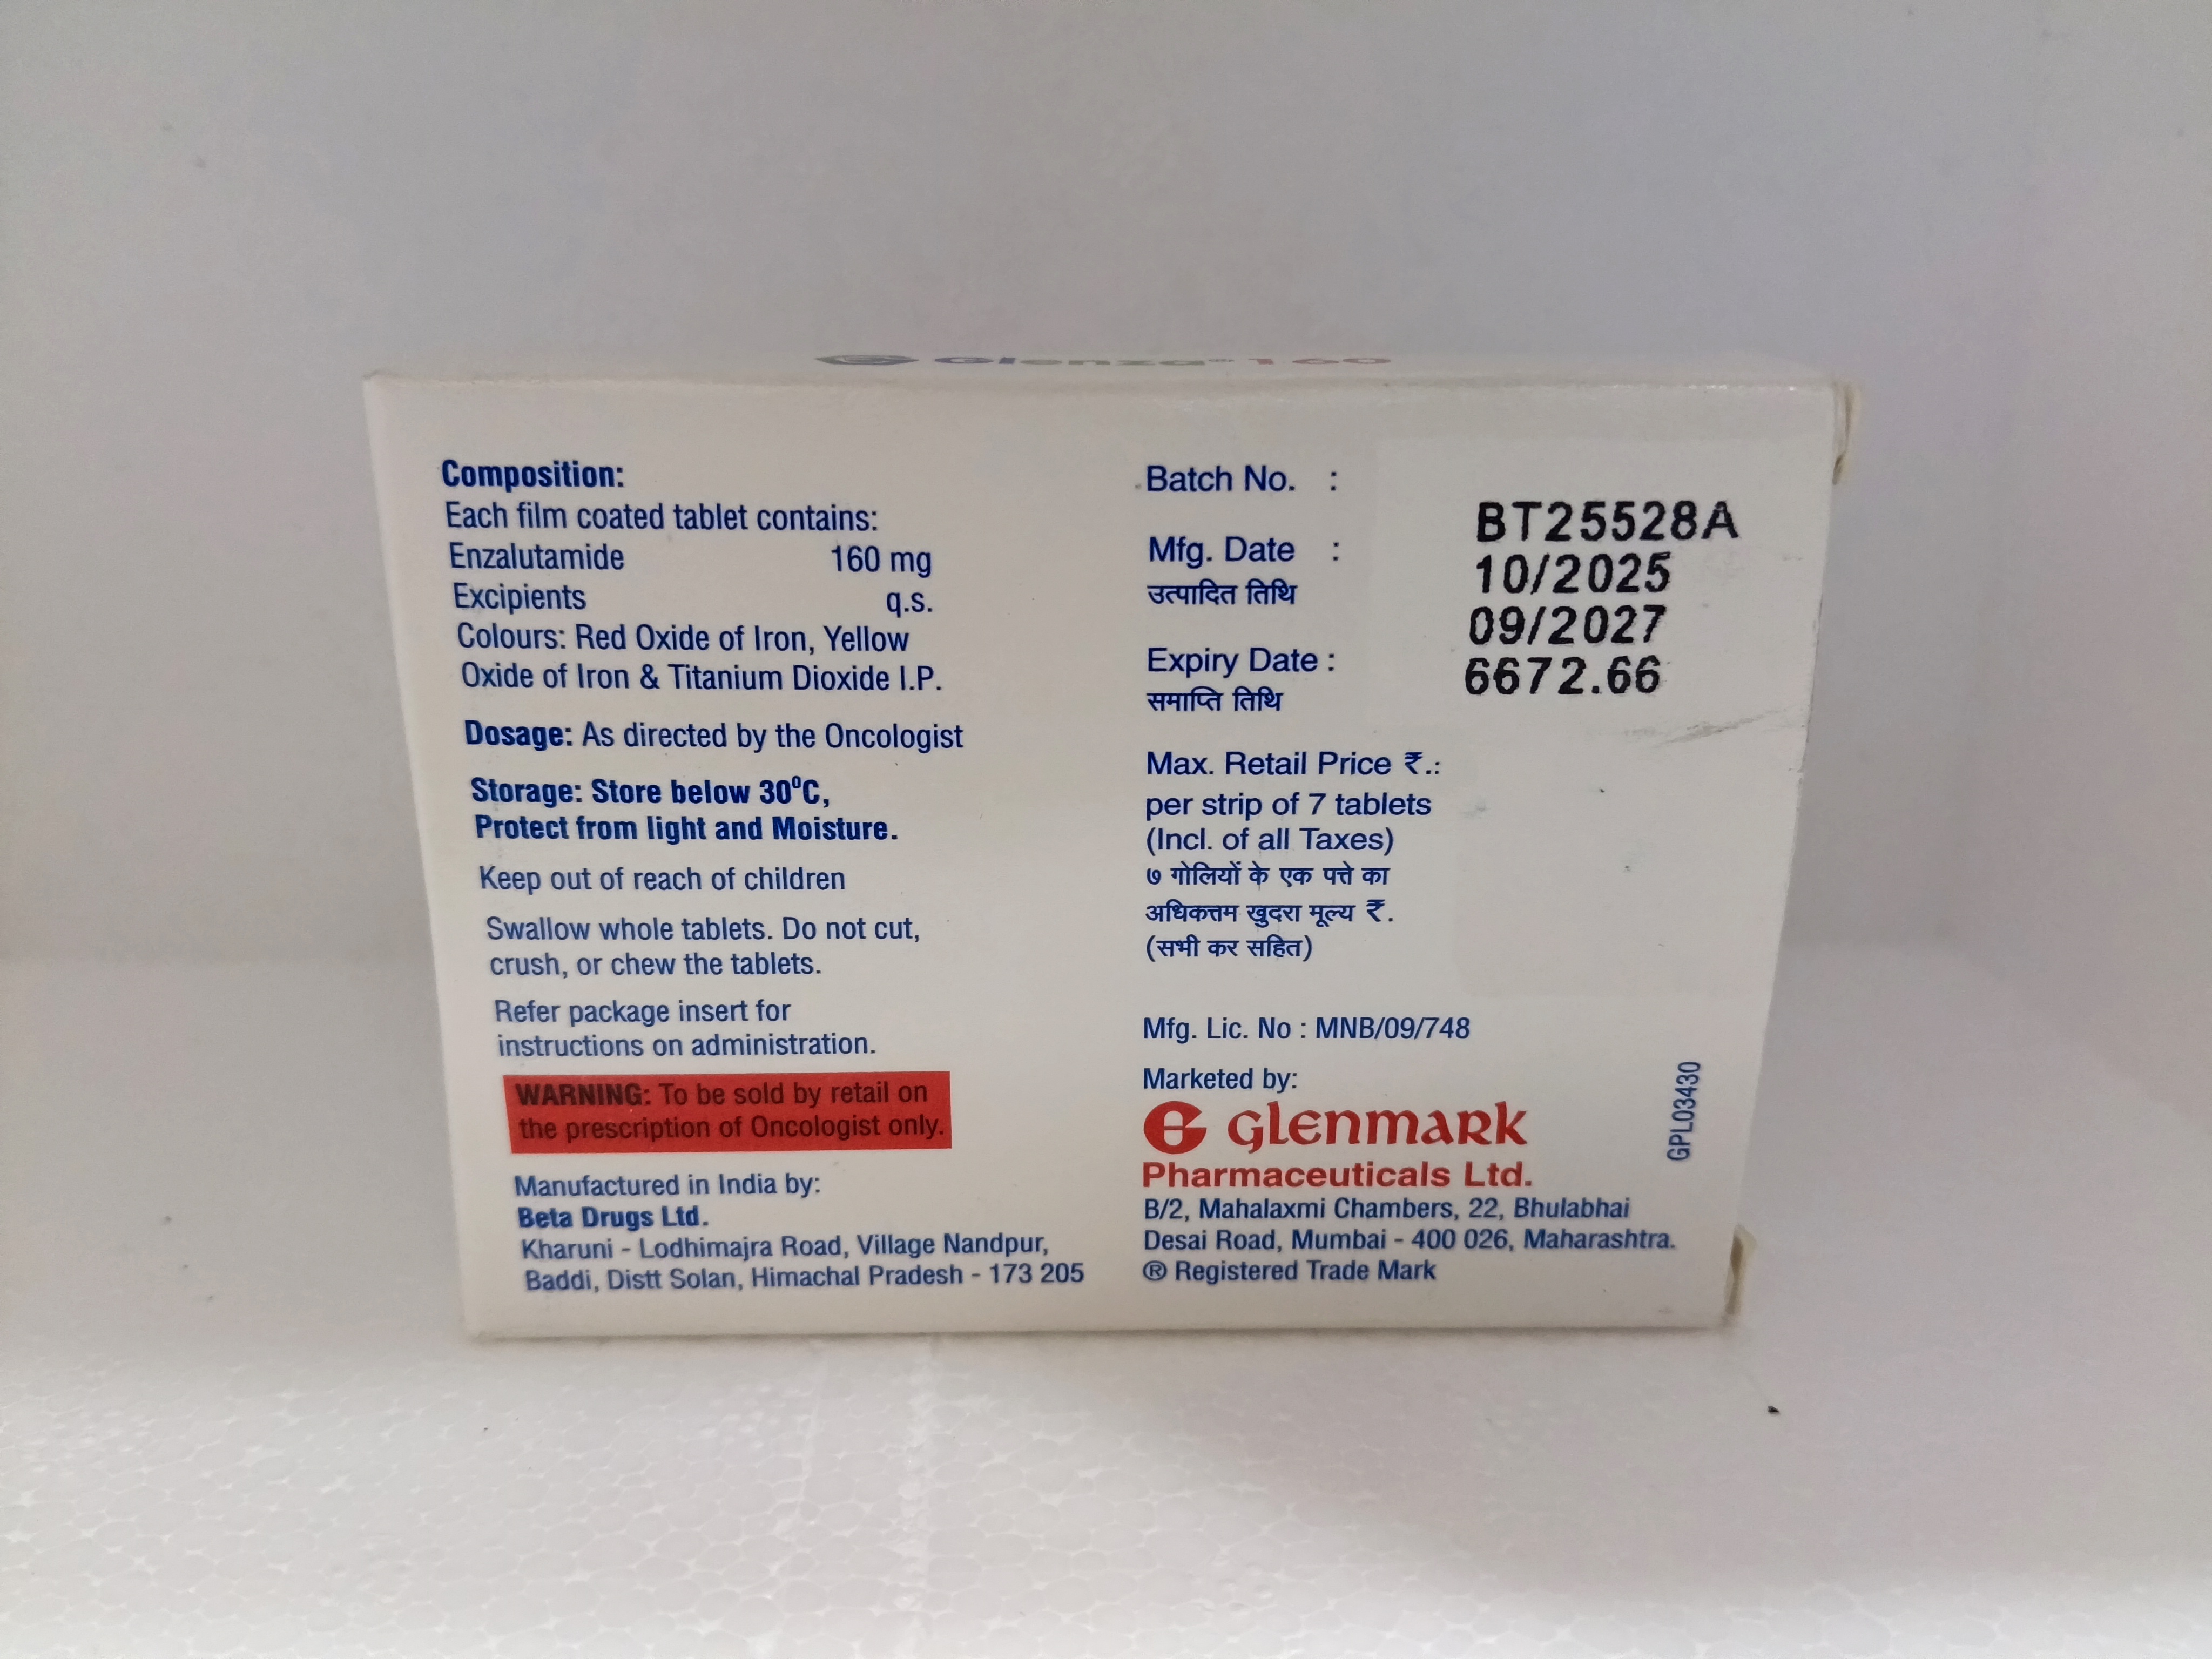 Glenza® 160
Composition:
Each film coated tablet contains:
Enzalutamide 160 mg
Excipients q.s.
Colours: Red Oxide of Iron, Yellow
Oxide of Iron & Titanium Dioxide I.P.
Dosage: As directed by the Oncologist
Storage: Store below 30⁰C,
Protect from light and Moisture.
Keep out of reach of children
Swallow whole tablets. Do not cut,
crush, or chew the tablets.
Refer package insert for
instructions on administration.
WARNING: To be sold by retail on
the prescription of Oncologist only.
Manufactured in India by:
Beta Drugs Ltd.
Kharuni - Lodhimajra Road, Village Nandpur,
Baddi, Distt Solan, Himachal Pradesh - 173 205
Batch No. :
Mfg. Date :
उत्पादित तिथि
Expiry Date :
समाप्ति तिथि
BT25528A
10/2025
09/2027
6672.66
Max. Retail Price ₹.:
per strip of 7 tablets
(Incl. of all Taxes)
७ गोलियों के एक पत्ते का
अधिकत्तम खुदरा मूल्य ₹.
(सभी कर सहित)
Mfg. Lic. No : MNB/09/748
Marketed by:
glenmark
Pharmaceuticals Ltd.
B/2, Mahalaxmi Chambers, 22, Bhulabhai
Desai Road, Mumbai - 400 026, Maharashtra.
® Registered Trade Mark
GPL03430